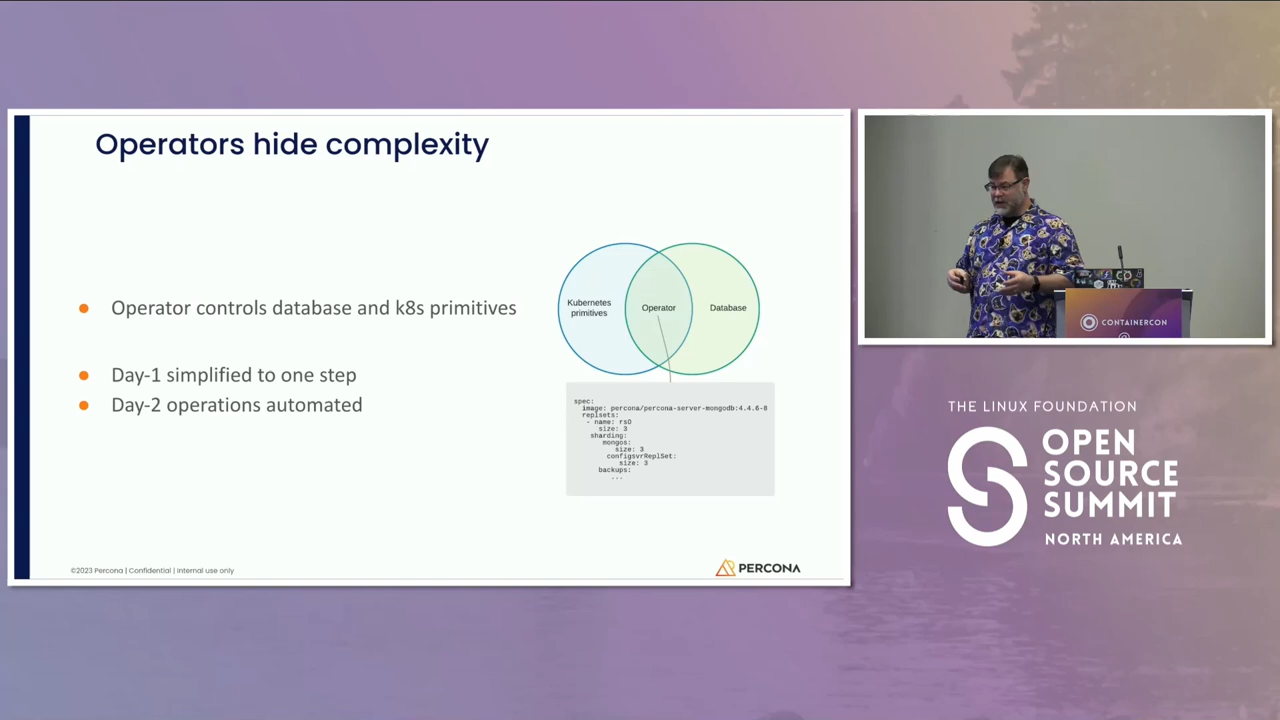 Operators hide complexity
Operator controls database and k8s primitives
Day-1 simplified to one step
Day-2 operations automated
Kubernetes
primitives
Operator
Database
spec:
image: percona/percona-server-mongodb:4.4.6-8
replsets:
- name: rs0
size: 3
sharding:
mongos:
size: 3
configsvrReplSet:
size: 3
backups:
...
©2023 Percona | Confidential | Internal use only
PERCONA
CONTAINERCON
THE LINUX FOUNDATION
OPEN
SOURCE
SUMMIT
NORTH AMERICA